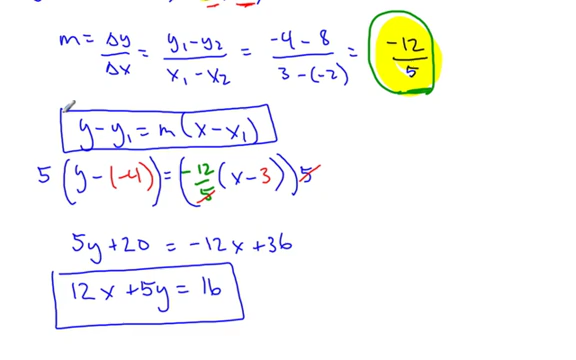 m = Δy/Δx = y₁-y₂/x₁-x₂ = -4-8/3-(-2) = -12/5
y-y₁ = m(x-x₁)
5(y-(-4)) = (-12/5(x-3))5
5y+20 = -12x+36
12x+5y = 16